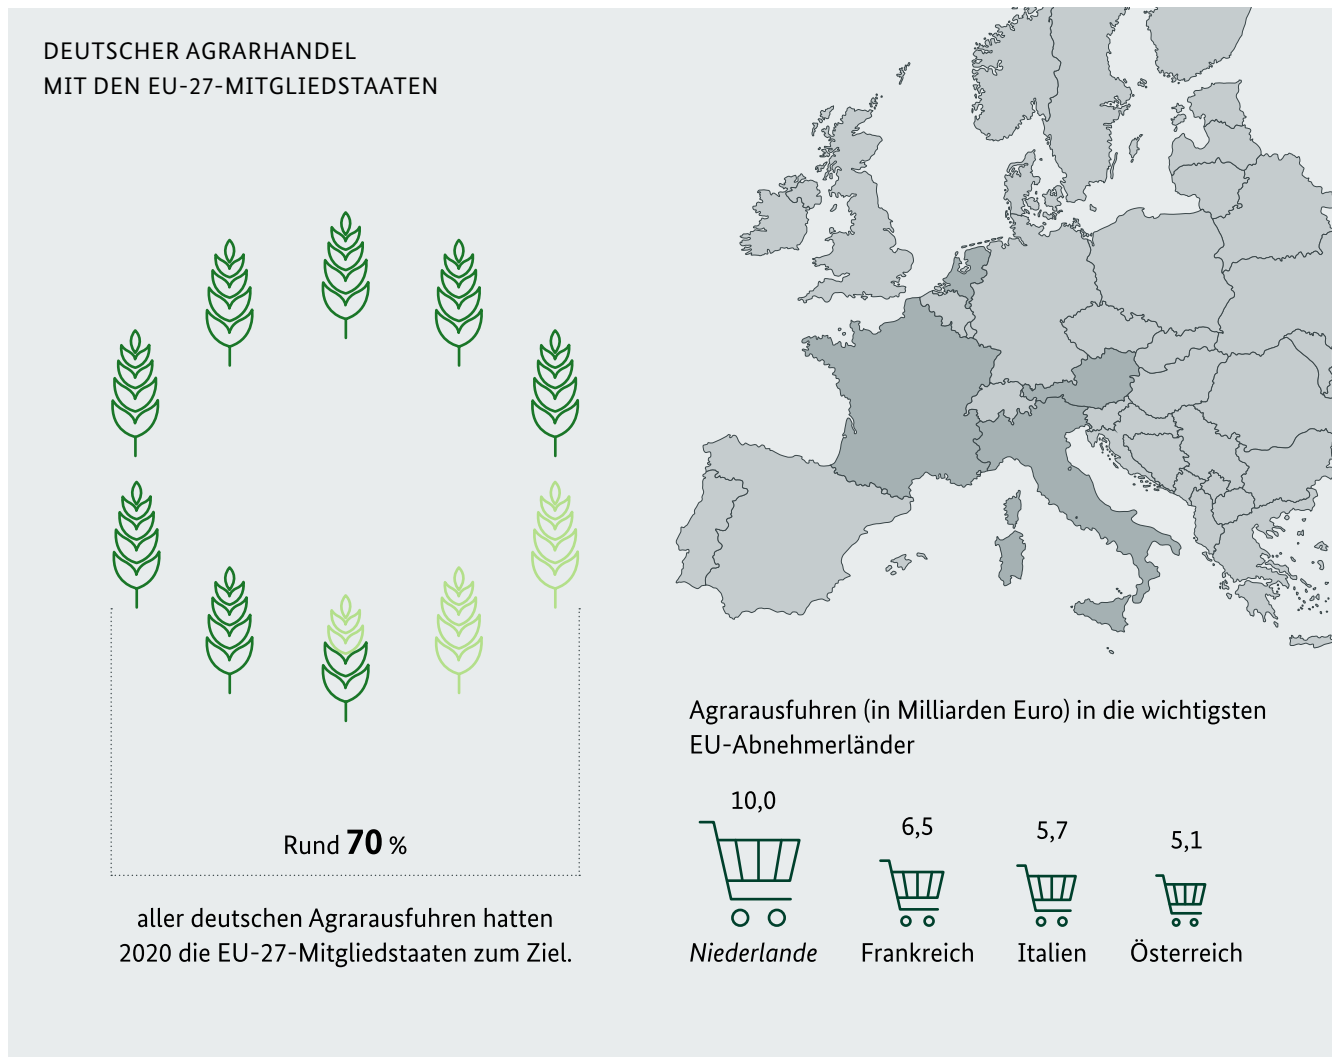 DEUTSCHER AGRARHANDEL
MIT DEN EU-27-MITGLIEDSTAATEN
Rund 70 %
aller deutschen Agrarausfuhren hatten
2020 die EU-27-Mitgliedstaaten zum Ziel.
Agrarausfuhren (in Milliarden Euro) in die wichtigsten
EU-Abnehmerländer
10,0
6,5
5,7
5,1
Niederlande
Frankreich
Italien
Österreich